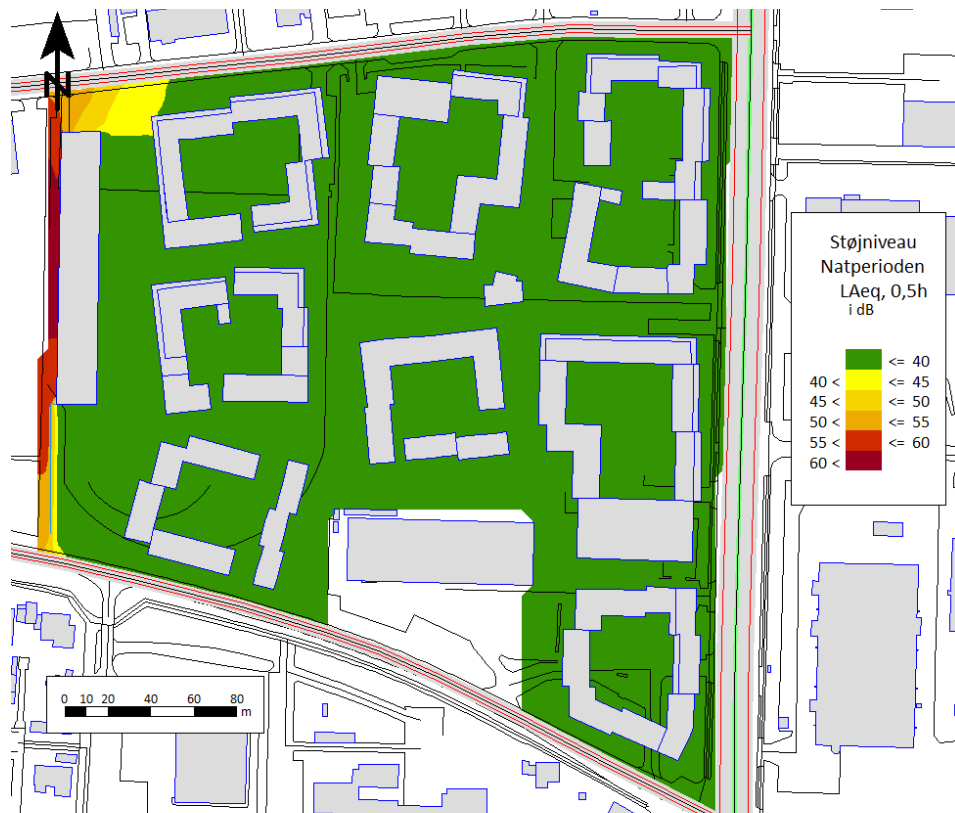 N
Støjniveau
Natperioden
LAeq, 0,5h
i dB
<= 40
40 < <= 45
45 < <= 50
50 < <= 55
55 < <= 60
60 <
0 10 20 40 60 80 m